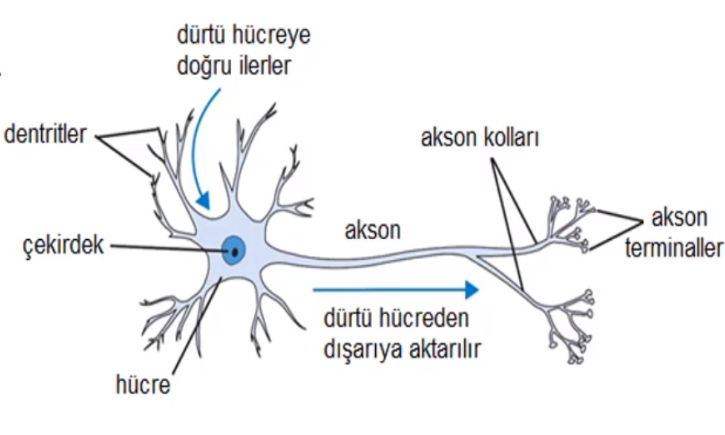 dürtü hücreye
doğru ilerler
dentritler
akson kolları
akson
terminaller
akson
çekirdek
dürtü hücreden
dışarıya aktarılır
hücre